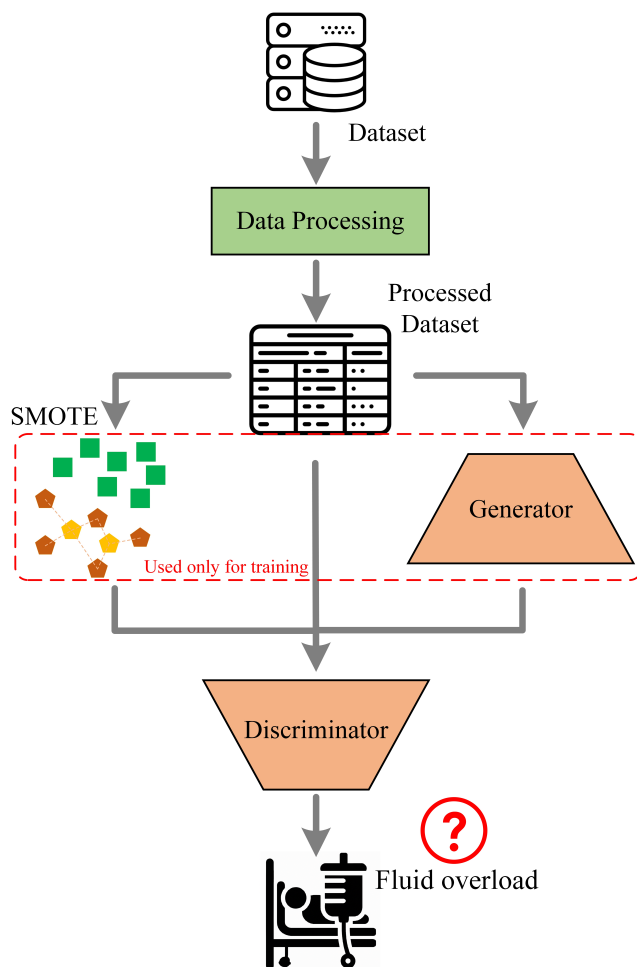 Dataset
Data Processing
Processed
Dataset
SMOTE
Generator
Used only for training
Discriminator
?
Fluid overload